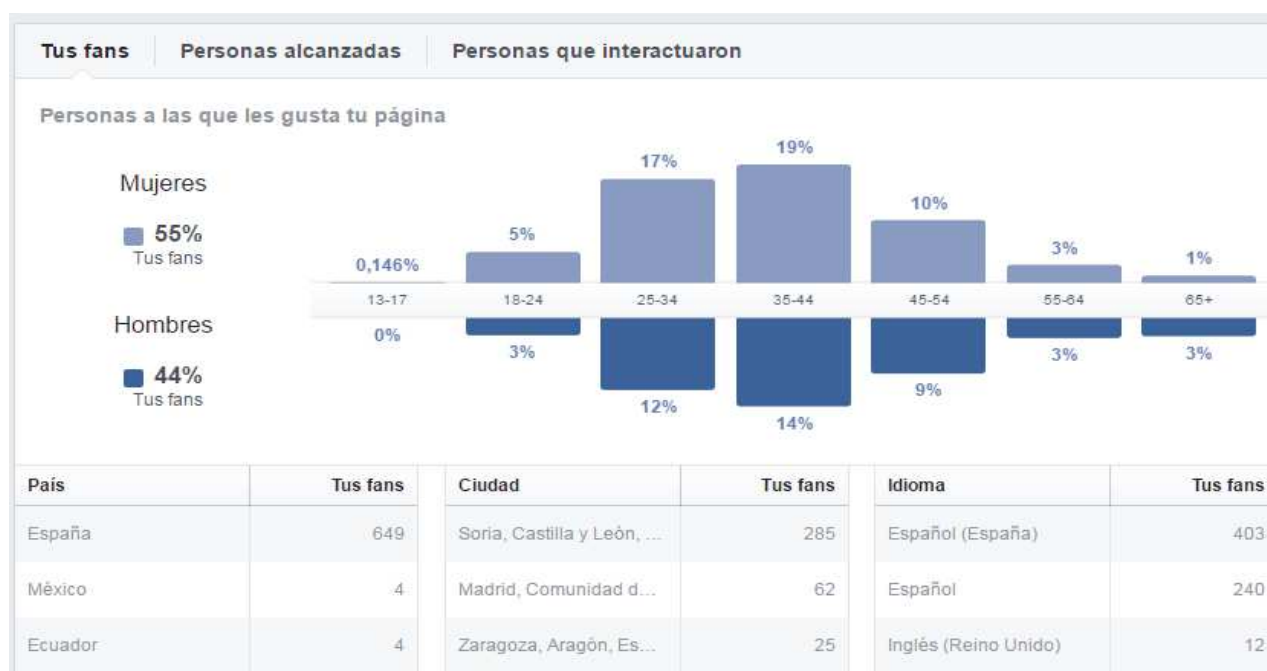 Tus fans Personas alcanzadas Personas que interactuaron
Personas a las que les gusta tu página
Mujeres
55%
Tus fans
0,146% 5% 17% 19% 10% 3% 1%
13-17 18-24 25-34 35-44 45-54 55-64 65+
0% 3% 12% 14% 9% 3% 3%
Hombres
44%
Tus fans
País Tus fans Ciudad Tus fans Idioma Tus fans
España 649 Soria, Castilla y León, ... 285 Español (España) 403
México 4 Madrid, Comunidad d... 62 Español 240
Ecuador 4 Zaragoza, Aragón, Es... 25 Inglés (Reino Unido) 12